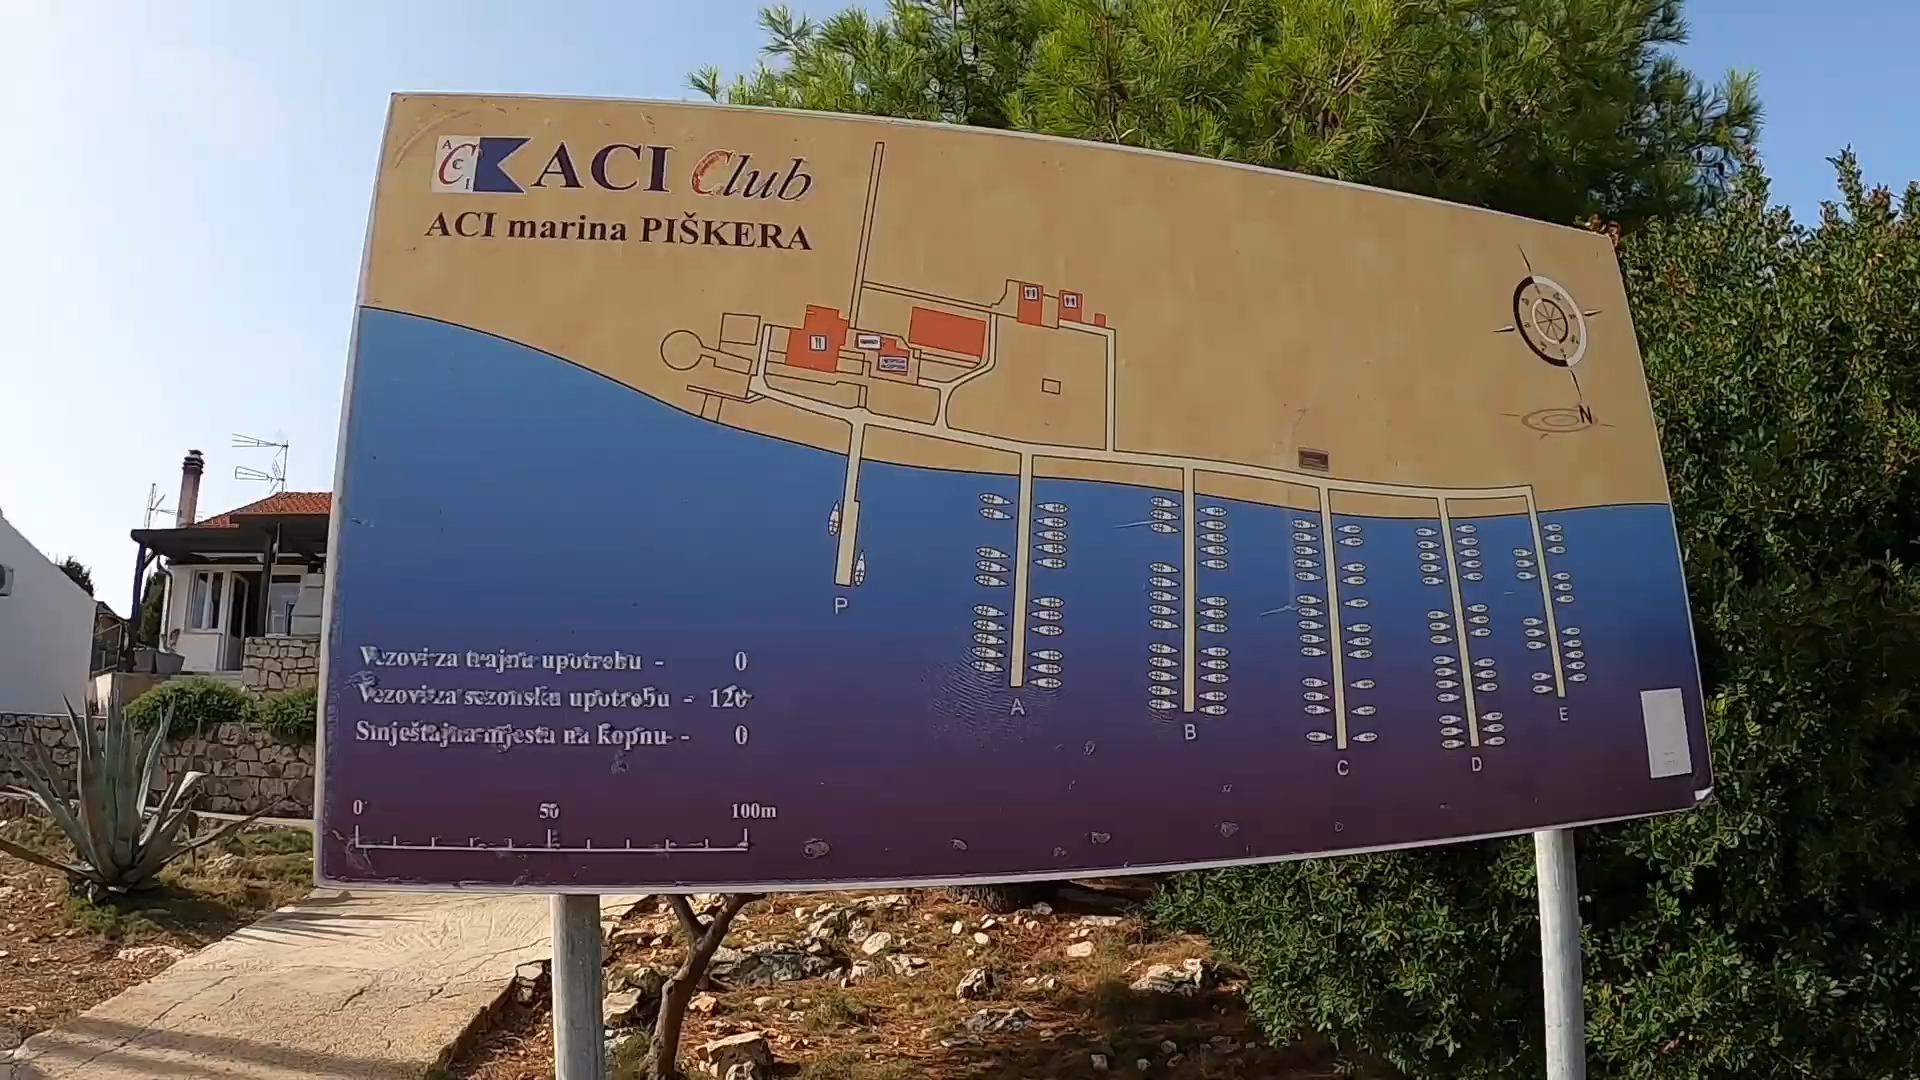 ACI Club
ACI marina PIŠKERA
N
P
A
B
C
D
E
Vezovi za trajnu upotrebu - 0
Vezovi za sezonsku upotrebu - 120
Smještajna mjesta na kopnu - 0
0 50 100m